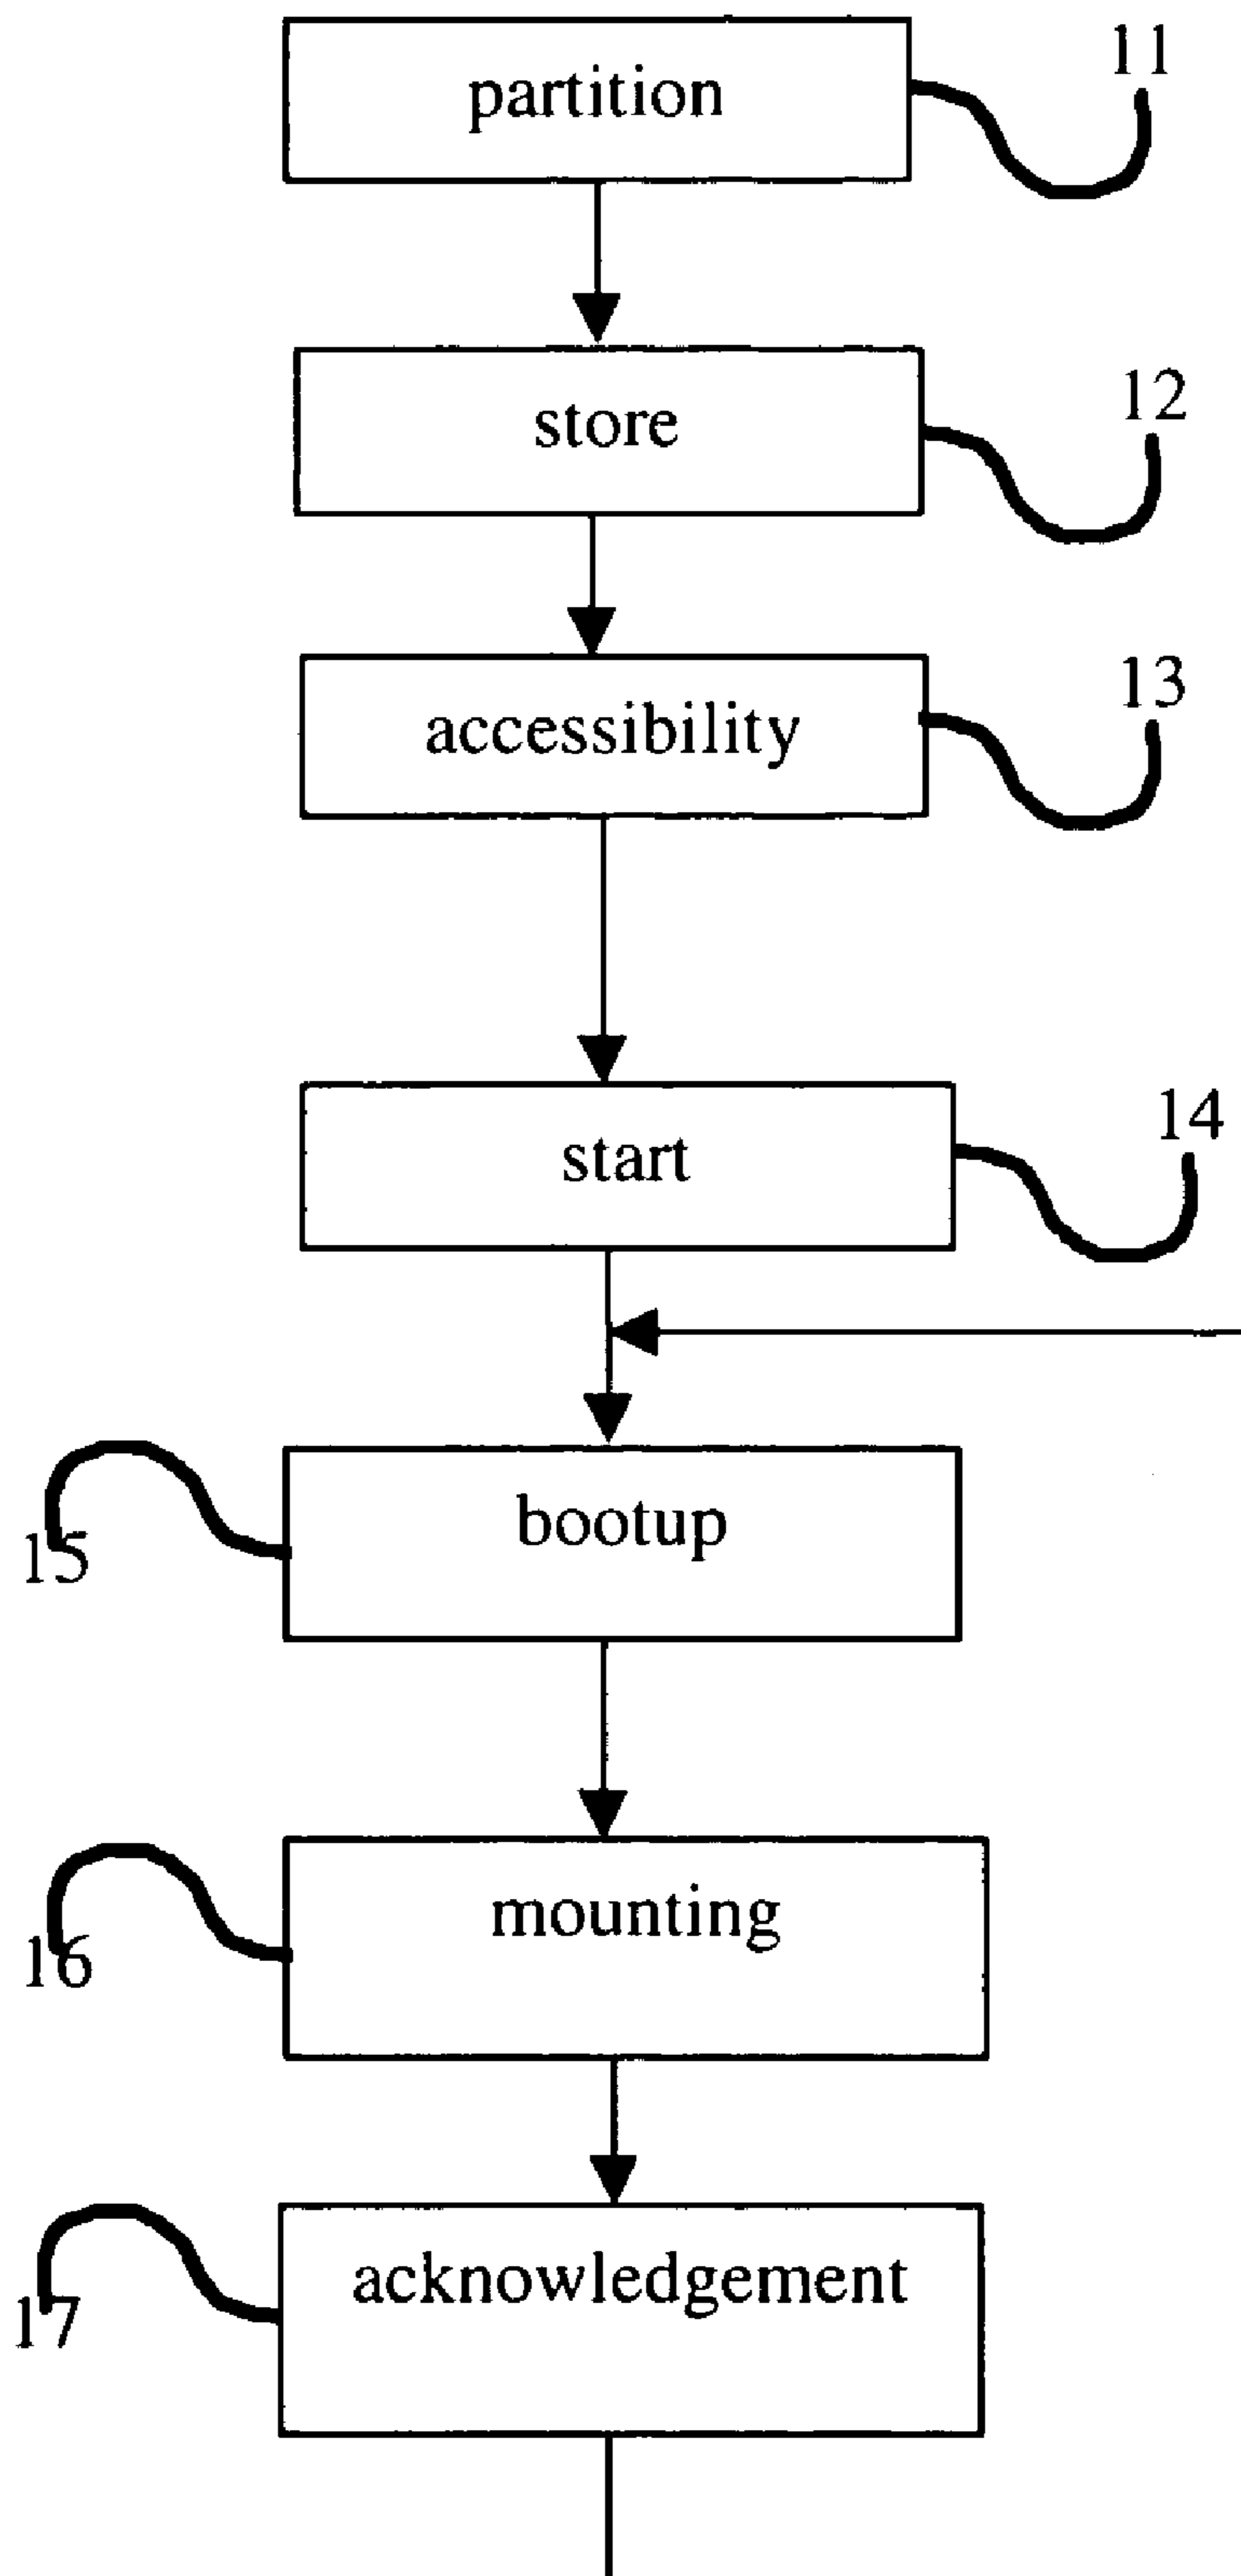 partition
11
store
12
accessibility
13
start
14
bootup
15
mounting
16
acknowledgement
17